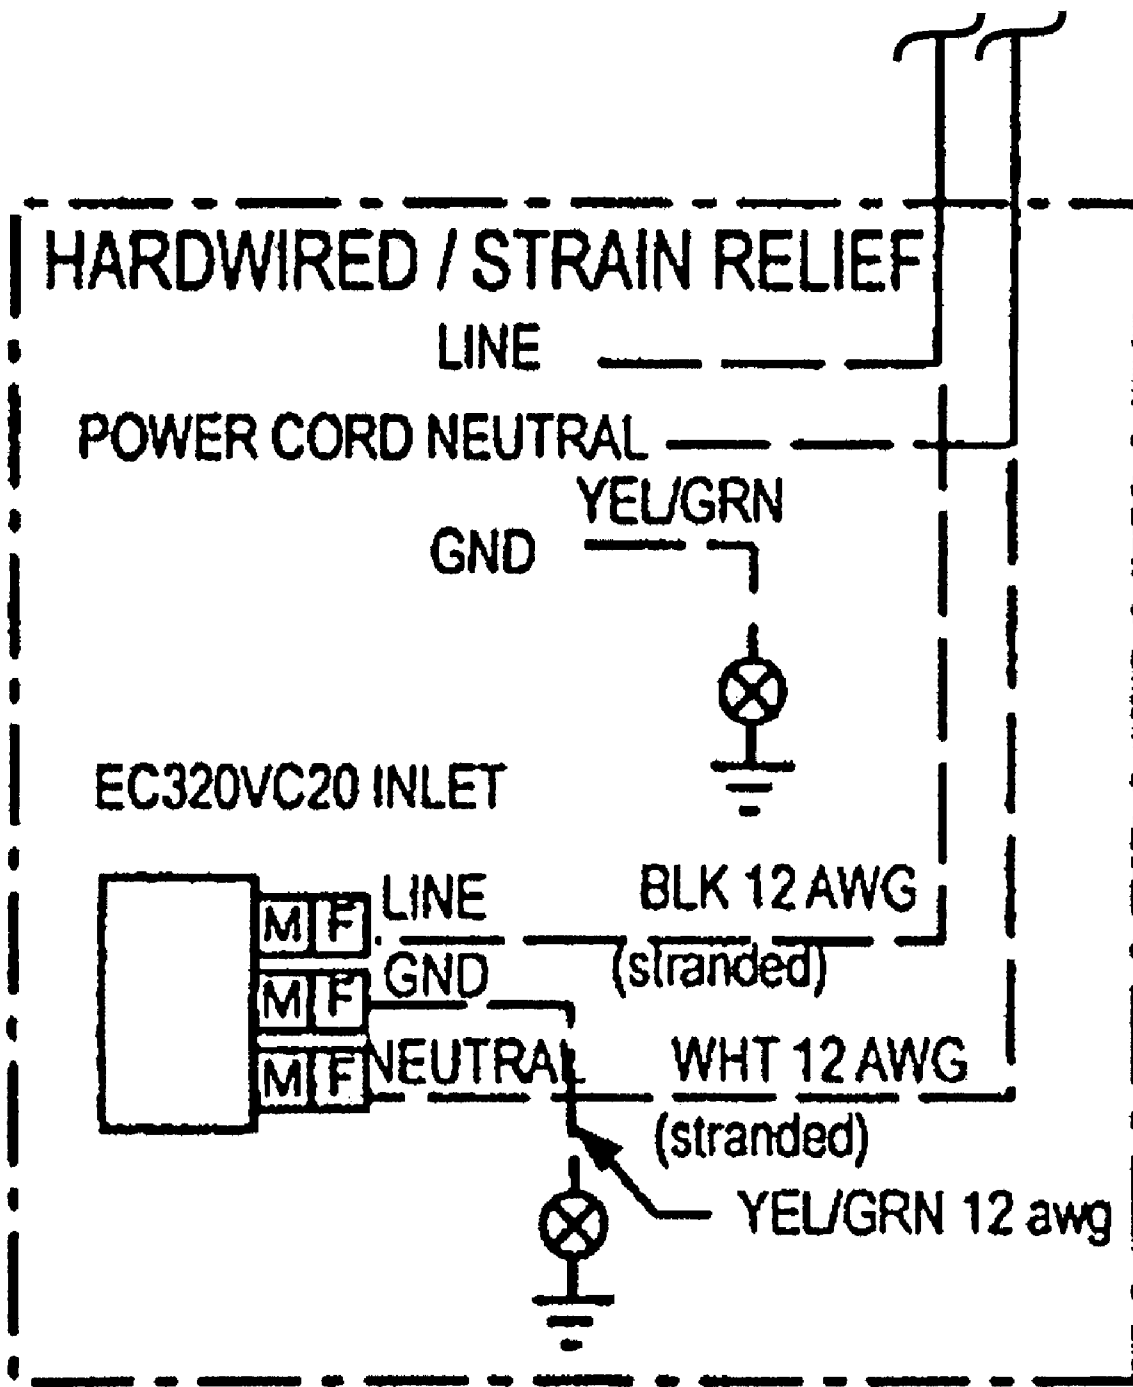 HARDWIRED / STRAIN RELIEF
LINE
POWER CORD NEUTRAL
YEL/GRN
GND
EC320VC20 INLET
M F LINE BLK 12 AWG
(stranded)
M F GND
M F NEUTRAL WHT 12 AWG
(stranded)
YEL/GRN 12 awg